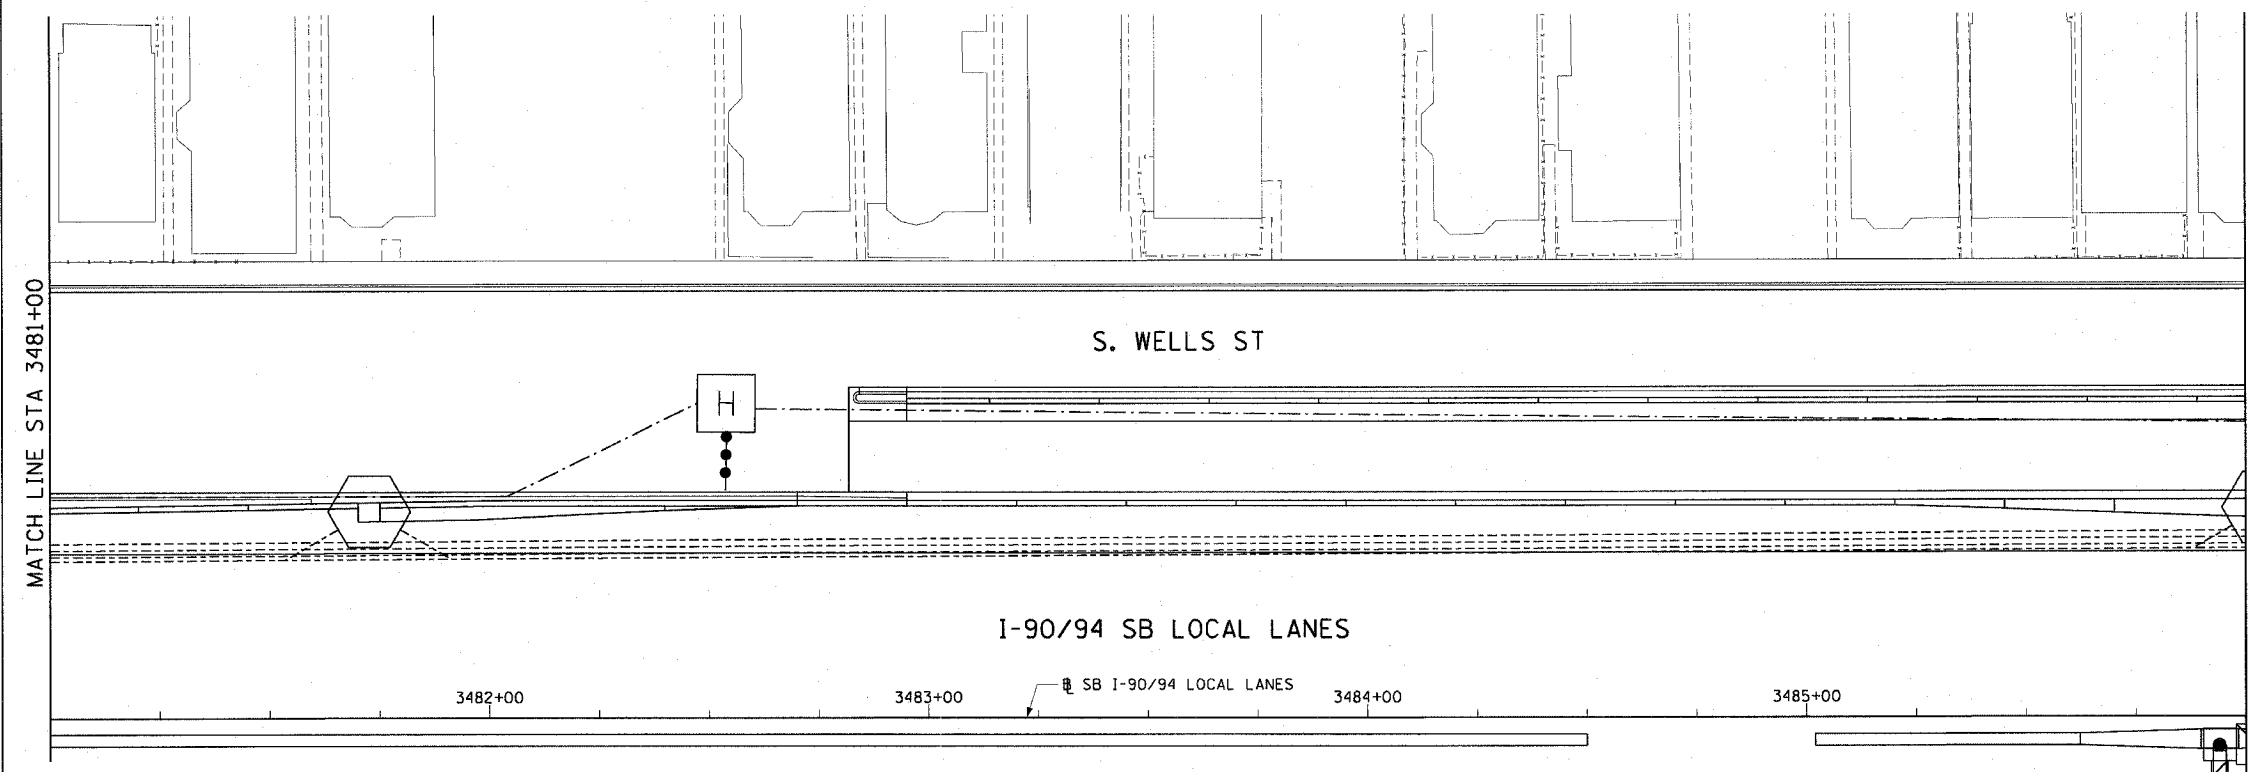 MATCH LINE STA 3481+00
S. WELLS ST
H
I-90/94 SB LOCAL LANES
℄ SB I-90/94 LOCAL LANES
3482+00 3483+00 3484+00 3485+00